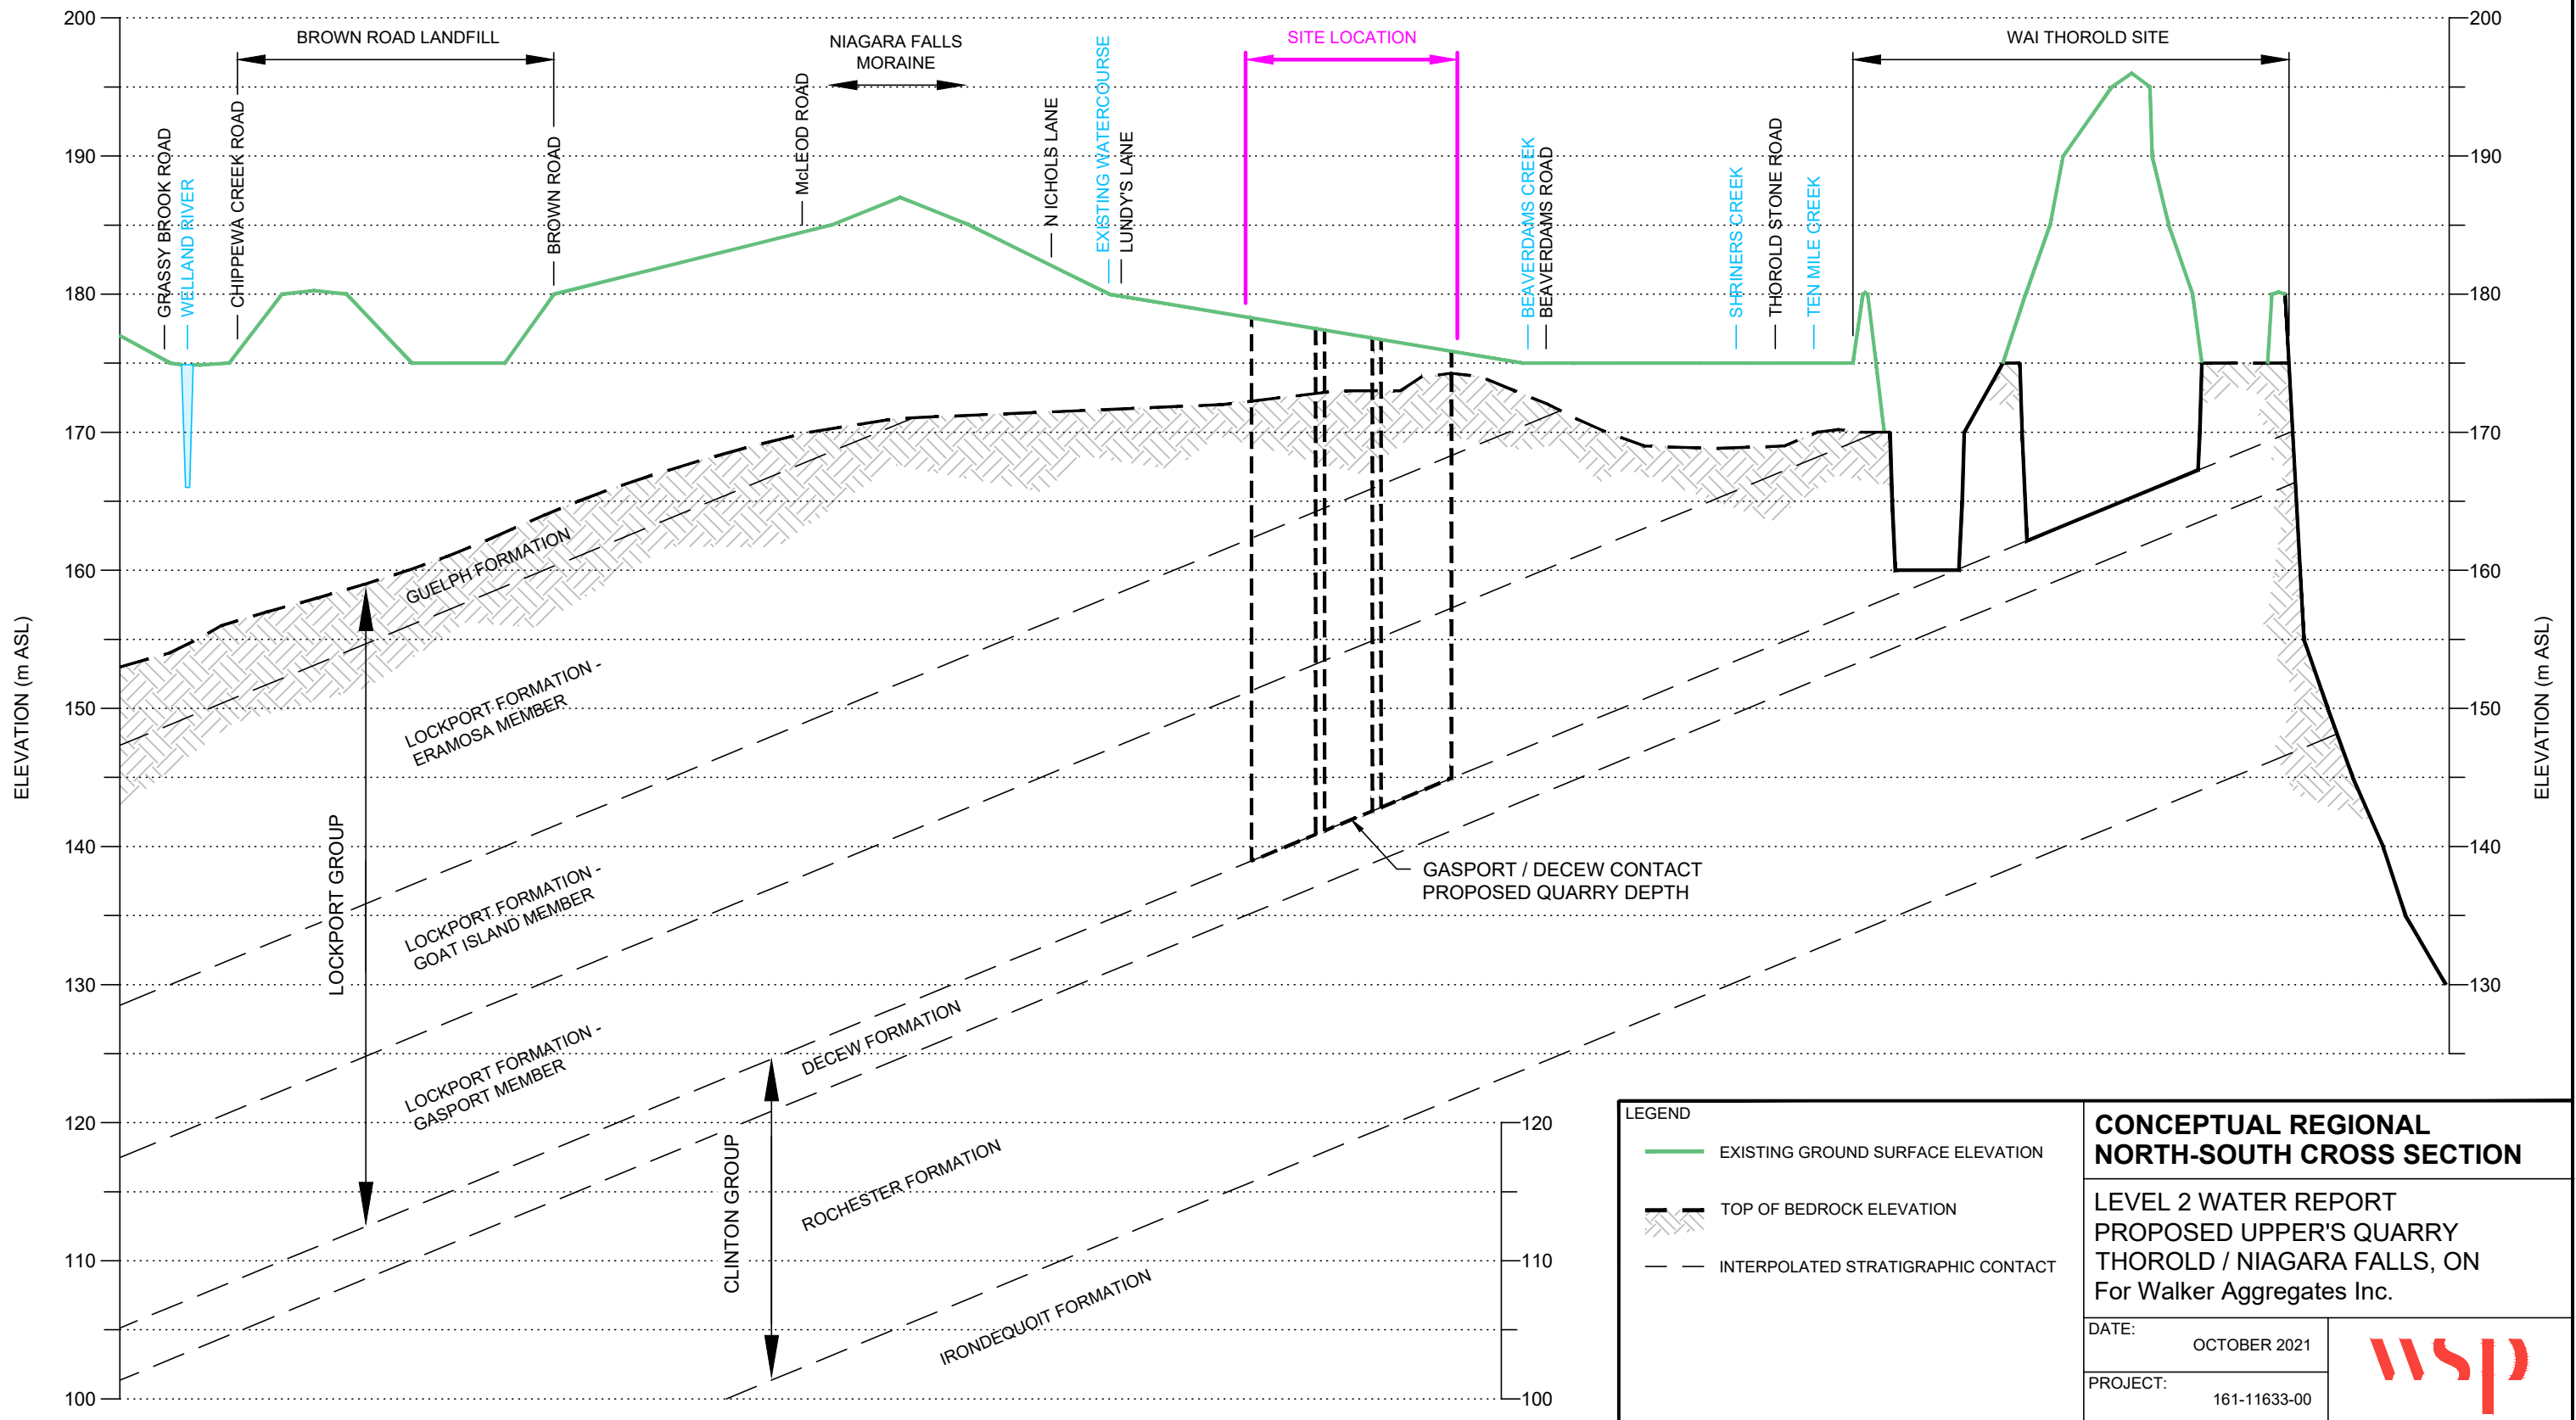 200
BROWN ROAD LANDFILL
NIAGARA FALLS
MORAINE
SITE LOCATION
WAI THOROLD SITE
200
GRASSY BROOK ROAD
WELLAND RIVER
CHIPPEWA CREEK ROAD
BROWN ROAD
McLEOD ROAD
N ICHOLS LANE
EXISTING WATERCOURSE
LUNDY'S LANE
BEAVERDAMS CREEK
BEAVERDAMS ROAD
SHRINERS CREEK
THOROLD STONE ROAD
TEN MILE CREEK
190
190
180
180
170
170
160
160
150
150
140
140
130
130
120
120
110
110
100
100
ELEVATION (m ASL)
ELEVATION (m ASL)
GUELPH FORMATION
LOCKPORT FORMATION -
ERAMOSA MEMBER
LOCKPORT GROUP
LOCKPORT FORMATION -
GOAT ISLAND MEMBER
LOCKPORT FORMATION -
GASPORT MEMBER
GASPORT / DECEW CONTACT
PROPOSED QUARRY DEPTH
DECEW FORMATION
CLINTON GROUP
ROCHESTER FORMATION
IRONDEQUOIT FORMATION
LEGEND
EXISTING GROUND SURFACE ELEVATION
TOP OF BEDROCK ELEVATION
INTERPOLATED STRATIGRAPHIC CONTACT
CONCEPTUAL REGIONAL
NORTH-SOUTH CROSS SECTION
LEVEL 2 WATER REPORT
PROPOSED UPPER'S QUARRY
THOROLD / NIAGARA FALLS, ON
For Walker Aggregates Inc.
DATE:
OCTOBER 2021
PROJECT:
161-11633-00
wsp